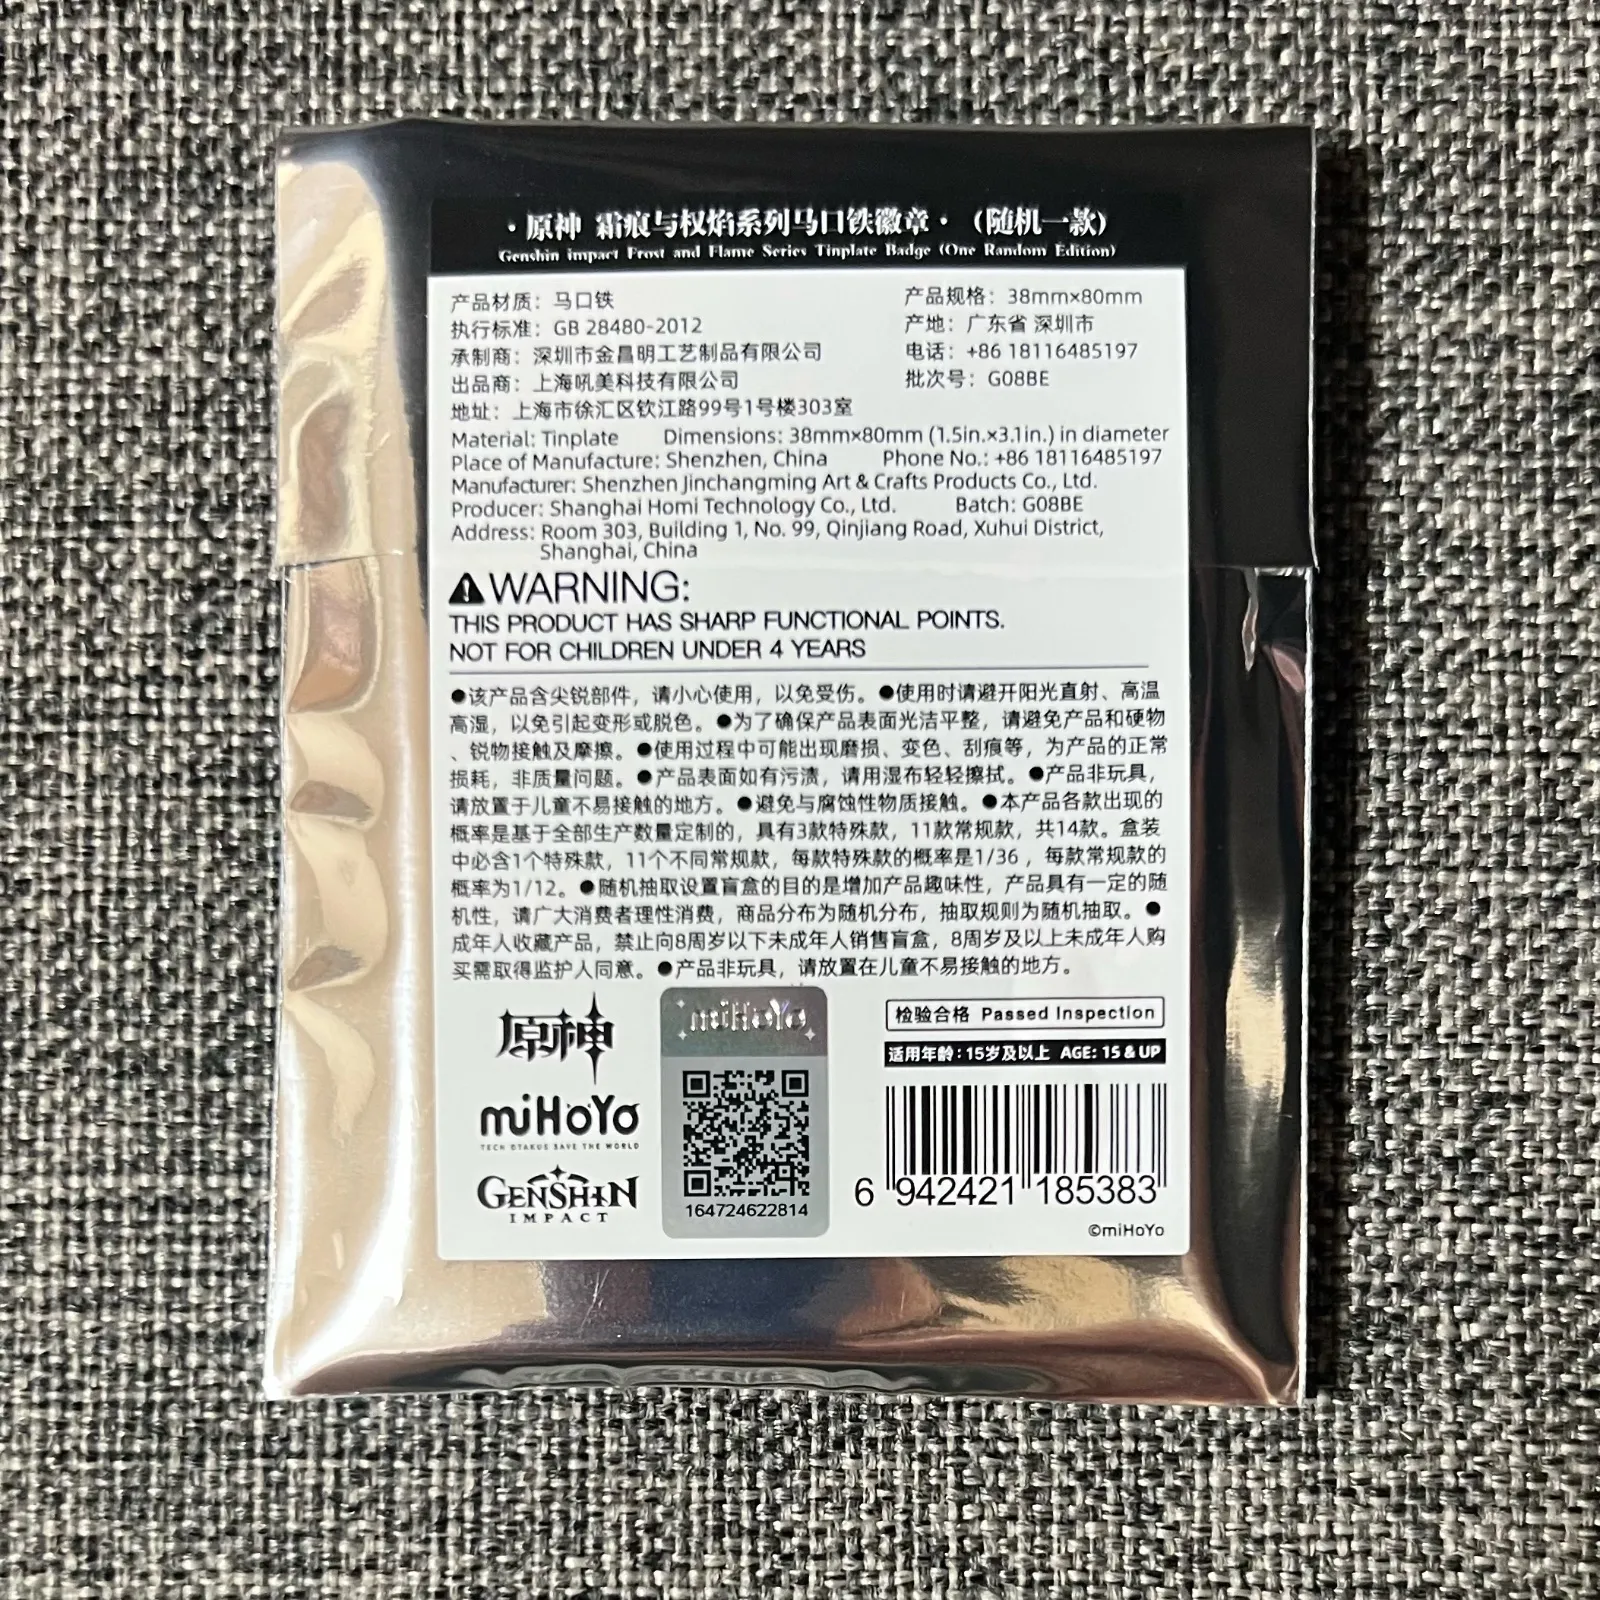 ·原神 霜痕与权焰系列马口铁徽章·（随机一款）
Genshin impact Frost and Flame Series Tinplate Badge (One Random Edition)
产品材质：马口铁 产品规格：38mm×80mm
执行标准：GB 28480-2012 产地：广东省 深圳市
承制商：深圳市金昌明工艺制品有限公司 电话：+86 18116485197
出品商：上海吼美科技有限公司 批次号：G08BE
地址：上海市徐汇区钦江路99号1号楼303室
Material: Tinplate Dimensions: 38mm×80mm (1.5in.×3.1in.) in diameter
Place of Manufacture: Shenzhen, China Phone No.: +86 18116485197
Manufacturer: Shenzhen Jinchangming Art & Crafts Products Co., Ltd.
Producer: Shanghai Homi Technology Co., Ltd. Batch: G08BE
Address: Room 303, Building 1, No. 99, Qinjiang Road, Xuhui District,
Shanghai, China
WARNING:
THIS PRODUCT HAS SHARP FUNCTIONAL POINTS.
NOT FOR CHILDREN UNDER 4 YEARS
●该产品含尖锐部件，请小心使用，以免受伤。●使用时请避开阳光直射、高温
高湿，以免引起变形或脱色。●为了确保产品表面光洁平整，请避免产品和硬物
、锐物接触及摩擦。●使用过程中可能出现磨损、变色、刮痕等，为产品的正常
损耗，非质量问题。●产品表面如有污渍，请用湿布轻轻擦拭。●产品非玩具，
请放置于儿童不易接触的地方。●避免与腐蚀性物质接触。●本产品各款出现的
概率是基于全部生产数量定制的，具有3款特殊款，11款常规款，共14款。盒装
中必含1个特殊款，11个不同常规款，每款特殊款的概率是1/36，每款常规款的
概率为1/12。●随机抽取设置盲盒的目的是增加产品趣味性，产品具有一定的随
机性，请广大消费者理性消费，商品分布为随机分布，抽取规则为随机抽取。●
成年人收藏产品，禁止向8周岁以下未成年人销售盲盒，8周岁及以上未成年人购
买需取得监护人同意。●产品非玩具，请放置在儿童不易接触的地方。
原神
miHoYo
TECH OTAKUS SAVE THE WORLD
GENSHIN
IMPACT
miHoYo
164724622814
检验合格 Passed Inspection
适用年龄：15岁及以上 AGE: 15 & UP
6 942421 185383
©miHoYo